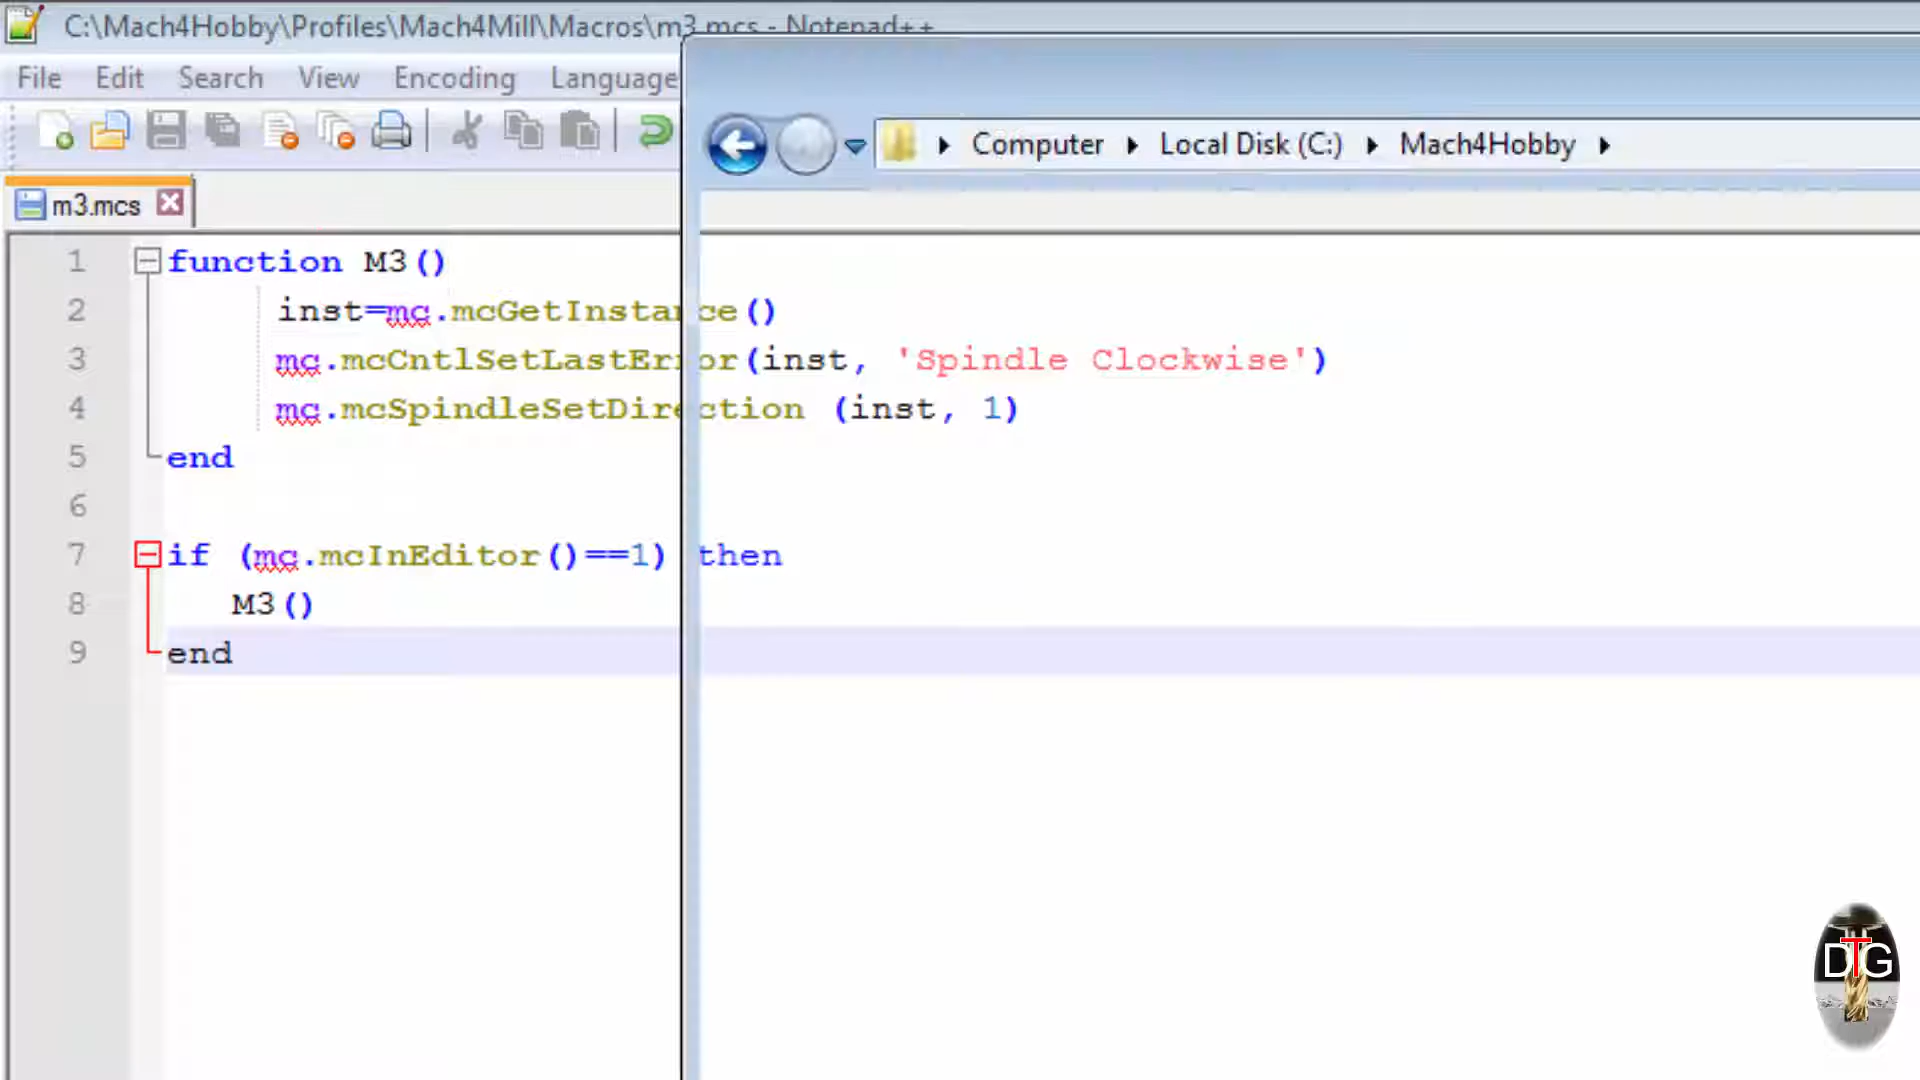 C:\Mach4Hobby\Profiles\Mach4Mill\Macros\m3.mcs - Notepad++
File Edit Search View Encoding Language
Computer Local Disk (C:) Mach4Hobby
m3.mcs
1 function M3()
2 inst=mc.mcGetInstance()
3 mc.mcCntlSetLastError(inst, 'Spindle Clockwise')
4 mc.mcSpindleSetDirection (inst, 1)
5 end
6
7 if (mc.mcInEditor()==1) then
8 M3()
9 end
DTG